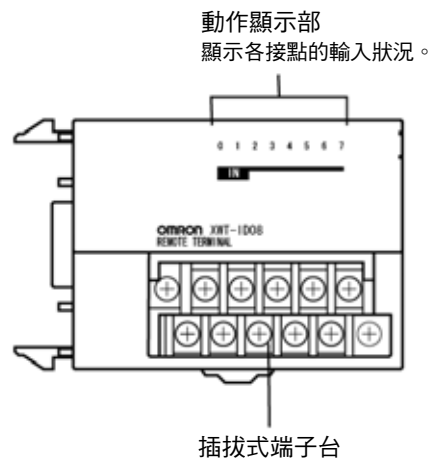 動作顯示部
顯示各接點的輸入狀況。
0 1 2 3 4 5 6 7
IN
OMRON XWT-ID08
REMOTE TERMINAL
插拔式端子台